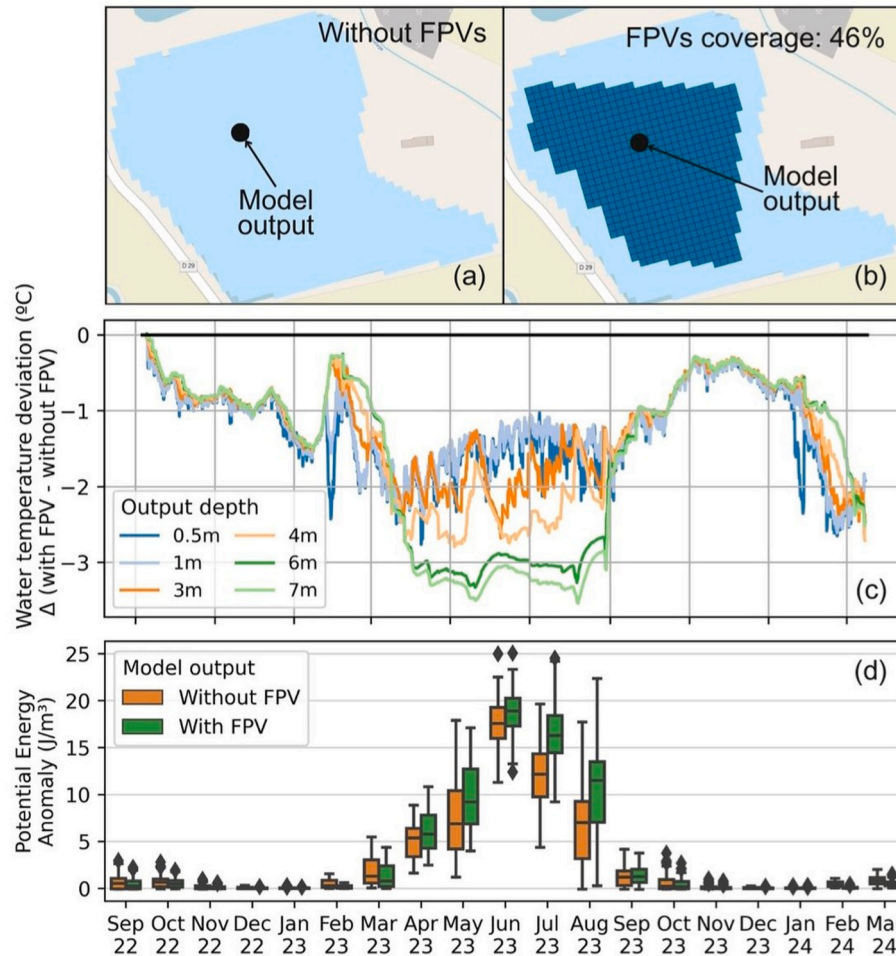 Without FPVs
Model
output
D 29
(a)
FPVs coverage: 46%
Model
output
(b)
Water temperature deviation (ºC)
Δ (with FPV - without FPV)
0
−1
−2
−3
Output depth
0.5m
1m
3m
4m
6m
7m
(c)
Potential Energy
Anomaly (J/m³)
25
20
15
10
5
0
Model output
Without FPV
With FPV
(d)
Sep Oct Nov Dec Jan Feb Mar Apr May Jun Jul Aug Sep Oct Nov Dec Jan Feb Mar
22 22 22 22 23 23 23 23 23 23 23 23 23 23 23 23 24 24 24